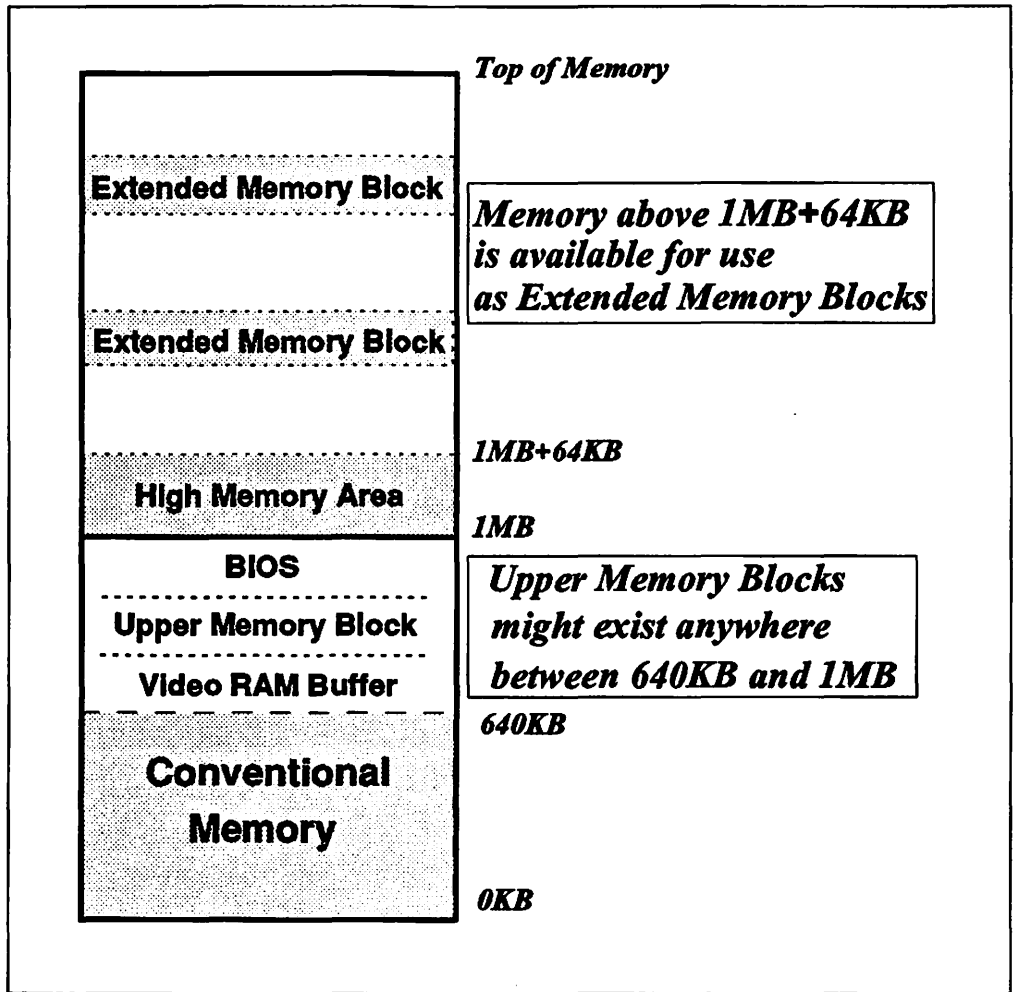 Top of Memory
Extended Memory Block
Memory above 1MB+64KB
is available for use
as Extended Memory Blocks
Extended Memory Block
1MB+64KB
High Memory Area
1MB
BIOS
Upper Memory Blocks
might exist anywhere
between 640KB and 1MB
Upper Memory Block
Video RAM Buffer
640KB
Conventional
Memory
0KB